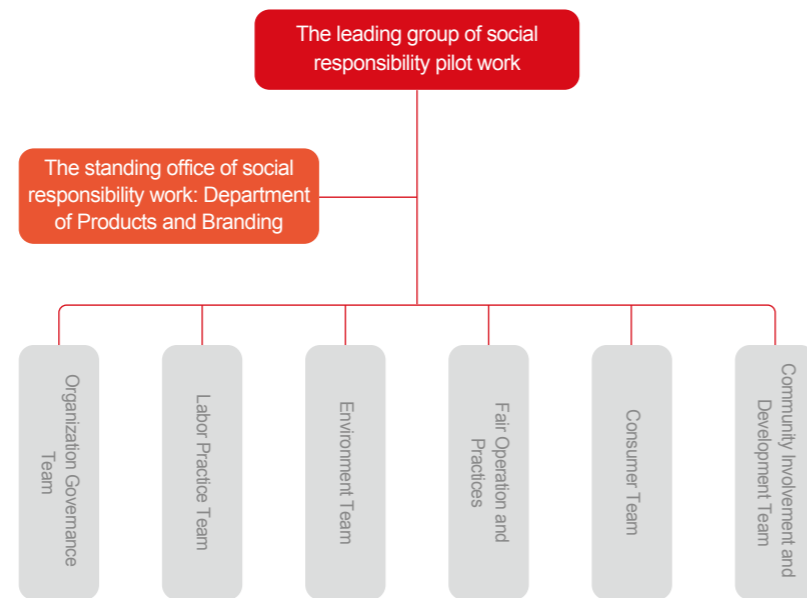 The leading group of social
responsibility pilot work
The standing office of social
responsibility work: Department
of Products and Branding
Organization Governance
Team
Labor Practice Team
Environment Team
Fair Operation and
Practices
Consumer Team
Community Involvement and
Development Team